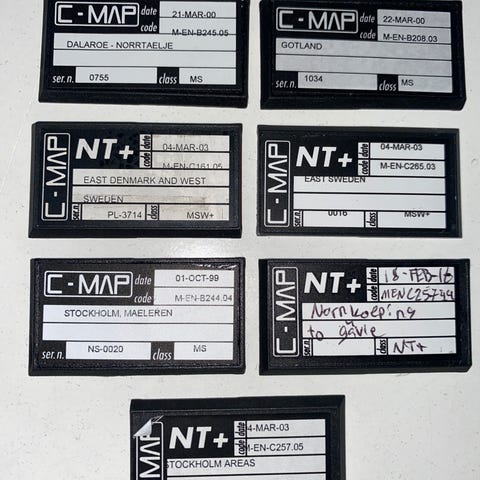 C-MAP date 21-MAR-00
code M-EN-B245.05
DALAROE - NORRTAELJE
ser.n. 0755 class MS
C-MAP date 22-MAR-00
code M-EN-B208.03
GOTLAND
ser.n. 1034 class MS
C-MAP NT+ date 04-MAR-03
code M-EN-C161.05
EAST DENMARK AND WEST
SWEDEN
ser.n. PL-3714 class MSW+
C-MAP NT+ date 04-MAR-03
code M-EN-C265.03
EAST SWEDEN
ser.n. 0016 class MSW+
C-MAP date 01-OCT-99
code M-EN-B244.04
STOCKHOLM, MAELEREN
ser.n. NS-0020 class MS
C-MAP NT+ date 18-FEB-18
code MENC25799
Norrkoeping
to gävle
ser.n. class NT+
C-MAP NT+ date 4-MAR-03
code M-EN-C257.05
STOCKHOLM AREAS